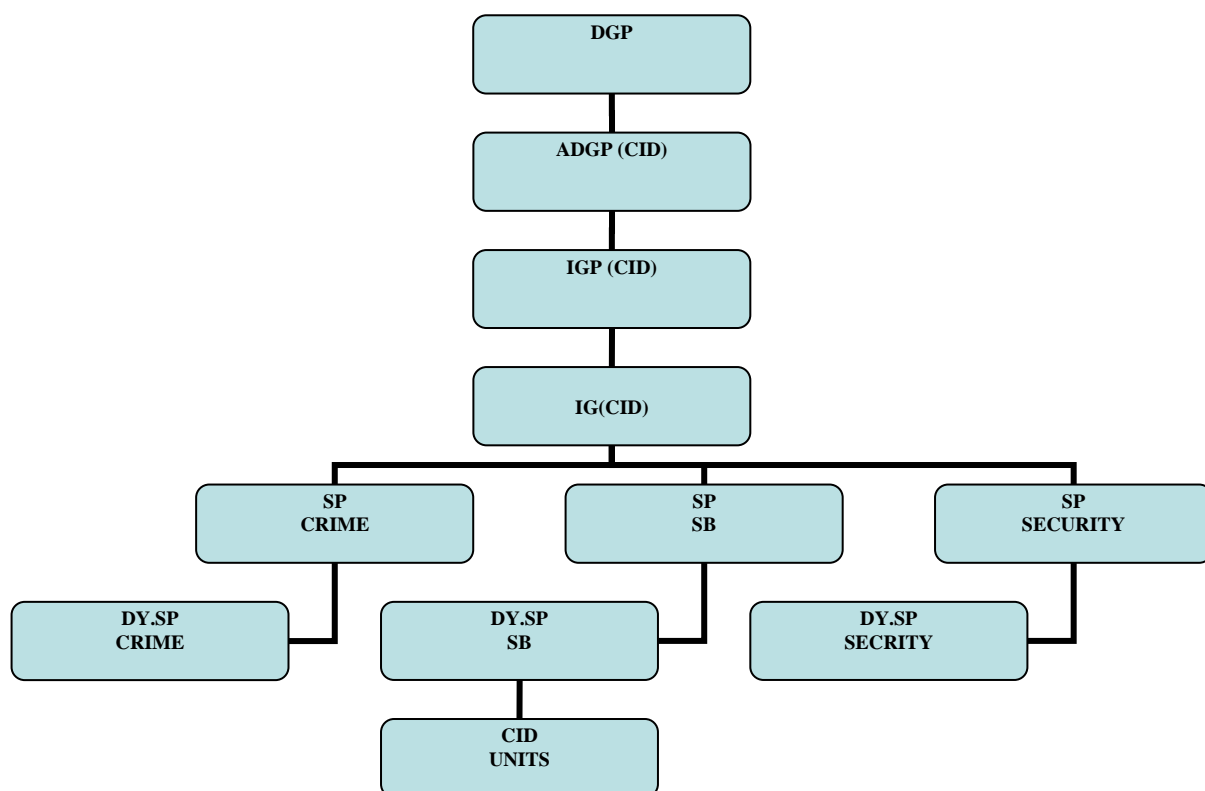 DGP
ADGP (CID)
IGP (CID)
IG(CID)
SP
CRIME
SP
SB
SP
SECURITY
DY.SP
CRIME
DY.SP
SB
DY.SP
SECRITY
CID
UNITS